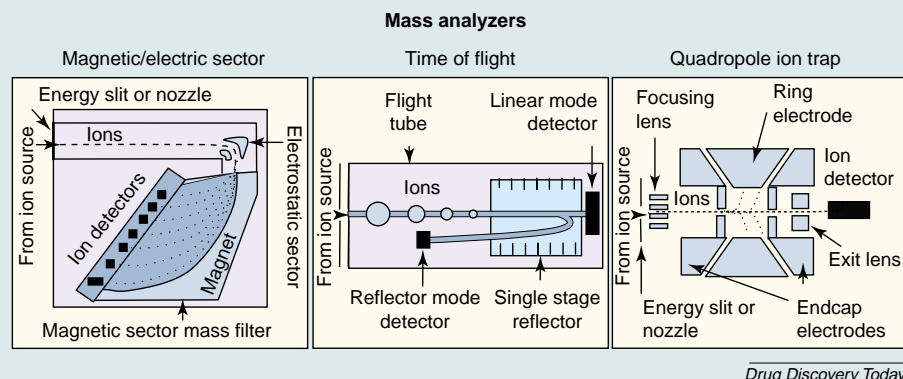 Mass analyzers
Magnetic/electric sector
Energy slit or nozzle
Ions
From ion source
Electrostatic sector
Ion detectors
Magnet
Magnetic sector mass filter
Time of flight
Flight
tube
Linear mode
detector
From ion source
Ions
Reflector mode
detector
Single stage
reflector
Quadropole ion trap
Focusing
lens
Ring
electrode
From ion source
Ions
Ion
detector
Exit lens
Energy slit or
nozzle
Endcap
electrodes
Drug Discovery Today